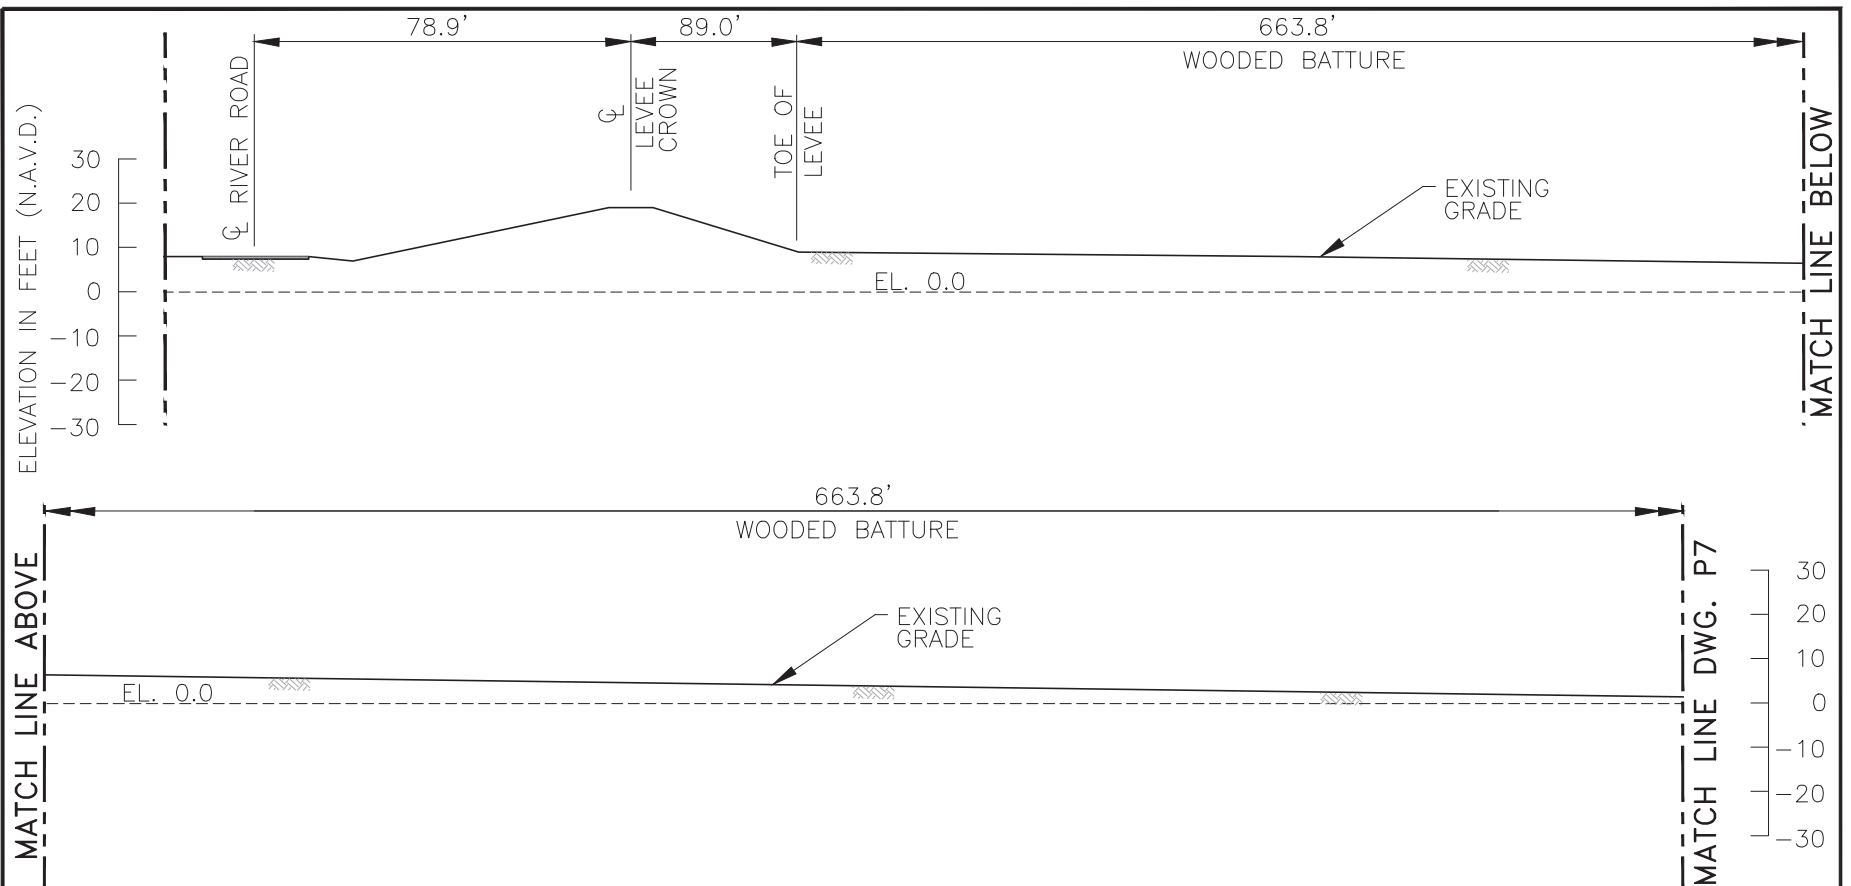 78.9' 89.0' 663.8'
WOODED BATTURE
ELEVATION IN FEET (N.A.V.D.)
30
20
10
0
-10
-20
-30
℄ RIVER ROAD
℄
LEVEE
CROWN
TOE OF
LEVEE
EXISTING
GRADE
EL. 0.0
MATCH LINE BELOW
663.8'
WOODED BATTURE
MATCH LINE ABOVE
EXISTING
GRADE
EL. 0.0
MATCH LINE DWG. P7
30
20
10
0
-10
-20
-30